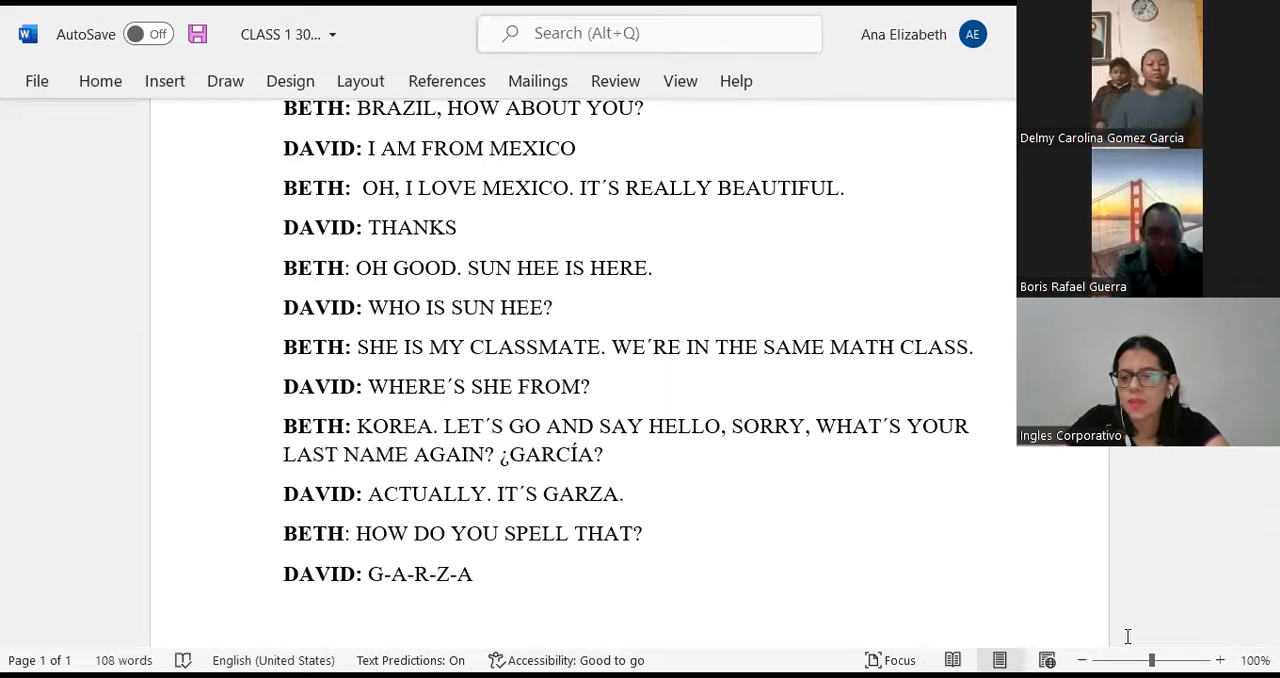 AutoSave Off CLASS 1 30... Search (Alt+Q) Ana Elizabeth AE
File Home Insert Draw Design Layout References Mailings Review View Help
BETH: BRAZIL, HOW ABOUT YOU?
DAVID: I AM FROM MEXICO
BETH: OH, I LOVE MEXICO. IT´S REALLY BEAUTIFUL.
DAVID: THANKS
BETH: OH GOOD. SUN HEE IS HERE.
DAVID: WHO IS SUN HEE?
BETH: SHE IS MY CLASSMATE. WE´RE IN THE SAME MATH CLASS.
DAVID: WHERE´S SHE FROM?
BETH: KOREA. LET´S GO AND SAY HELLO, SORRY, WHAT´S YOUR
LAST NAME AGAIN? ¿GARCÍA?
DAVID: ACTUALLY. IT´S GARZA.
BETH: HOW DO YOU SPELL THAT?
DAVID: G-A-R-Z-A
Delmy Carolina Gomez Garcia
Boris Rafael Guerra
Ingles Corporativo
Page 1 of 1 108 words English (United States) Text Predictions: On Accessibility: Good to go Focus 100%